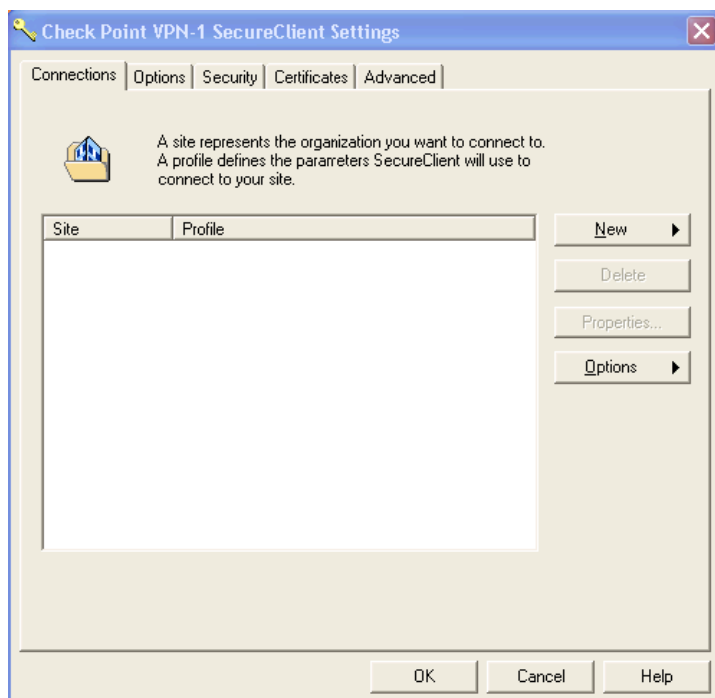 Check Point VPN-1 SecureClient Settings
Connections Options Security Certificates Advanced
A site represents the organization you want to connect to.
A profile defines the pararreters SecureClient will use to
connect to your site.
Site Profile
New
Delete
Properties...
Options
OK Cancel Help